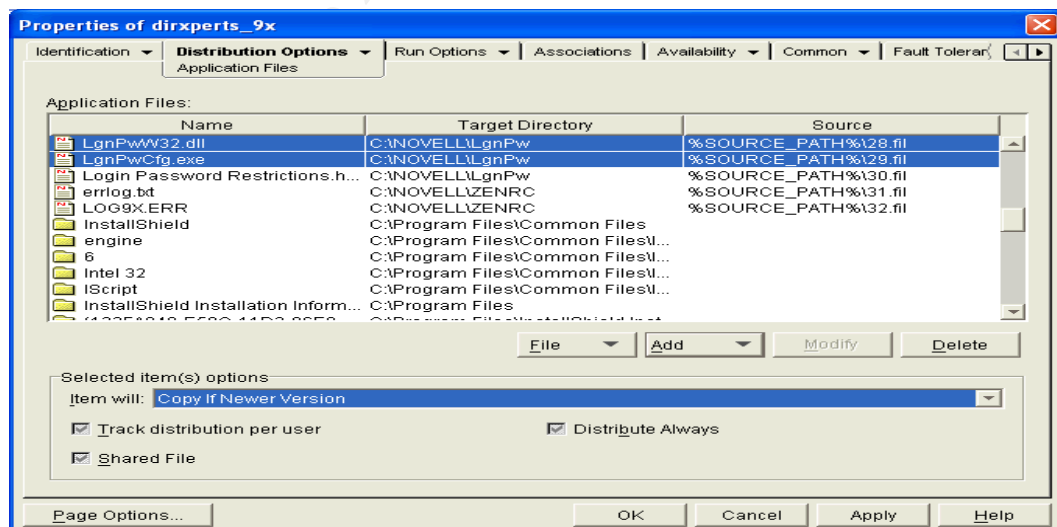 Properties of dirxperts_9x
Identification Distribution Options Run Options Associations Availability Common Fault Toleran
Application Files
Application Files:
Name Target Directory Source
LgnPwW32.dll C:\NOVELL\LgnPw %SOURCE_PATH%\28.fil
LgnPwCfg.exe C:\NOVELL\LgnPw %SOURCE_PATH%\29.fil
Login Password Restrictions.h... C:\NOVELL\LgnPw %SOURCE_PATH%\30.fil
errlog.txt C:\NOVELL\ZENRC %SOURCE_PATH%\31.fil
LOG9X.ERR C:\NOVELL\ZENRC %SOURCE_PATH%\32.fil
InstallShield C:\Program Files\Common Files
engine C:\Program Files\Common Files\I...
6 C:\Program Files\Common Files\I...
Intel 32 C:\Program Files\Common Files\I...
IScript C:\Program Files\Common Files\I...
InstallShield Installation Inform... C:\Program Files
File Add Modify Delete
Selected item(s) options
Item will: Copy If Newer Version
Track distribution per user Distribute Always
Shared File
Page Options... OK Cancel Apply Help